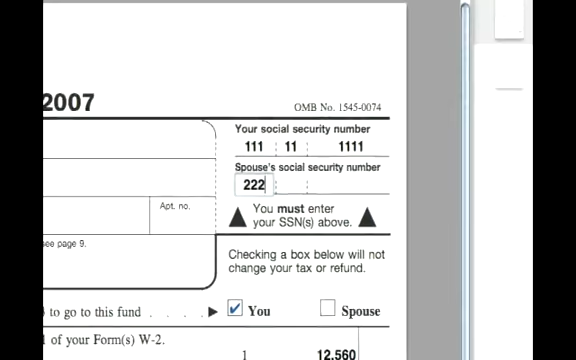 2007
OMB No. 1545-0074
Your social security number
111 11 1111
Spouse's social security number
222
Apt. no.
You must enter
your SSN(s) above.
see page 9.
Checking a box below will not
change your tax or refund.
to go to this fund . . . . ▶ You Spouse
of your Form(s) W-2.
1 12,560